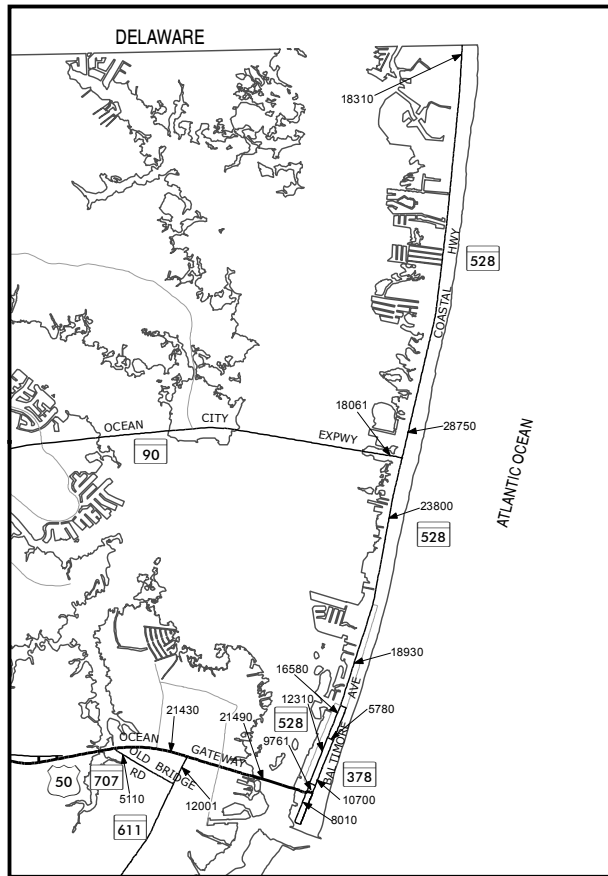 DELAWARE
18310
COASTAL HWY
528
18061
OCEAN CITY EXPWY
28750
90
ATLANTIC OCEAN
23800
528
18930
16580
12310
AVE
5780
21430
21490
528
9761
BALTIMORE
OCEAN GATEWAY
378
OLD BRIDGE RD
50
707
5110
12001
10700
8010
611